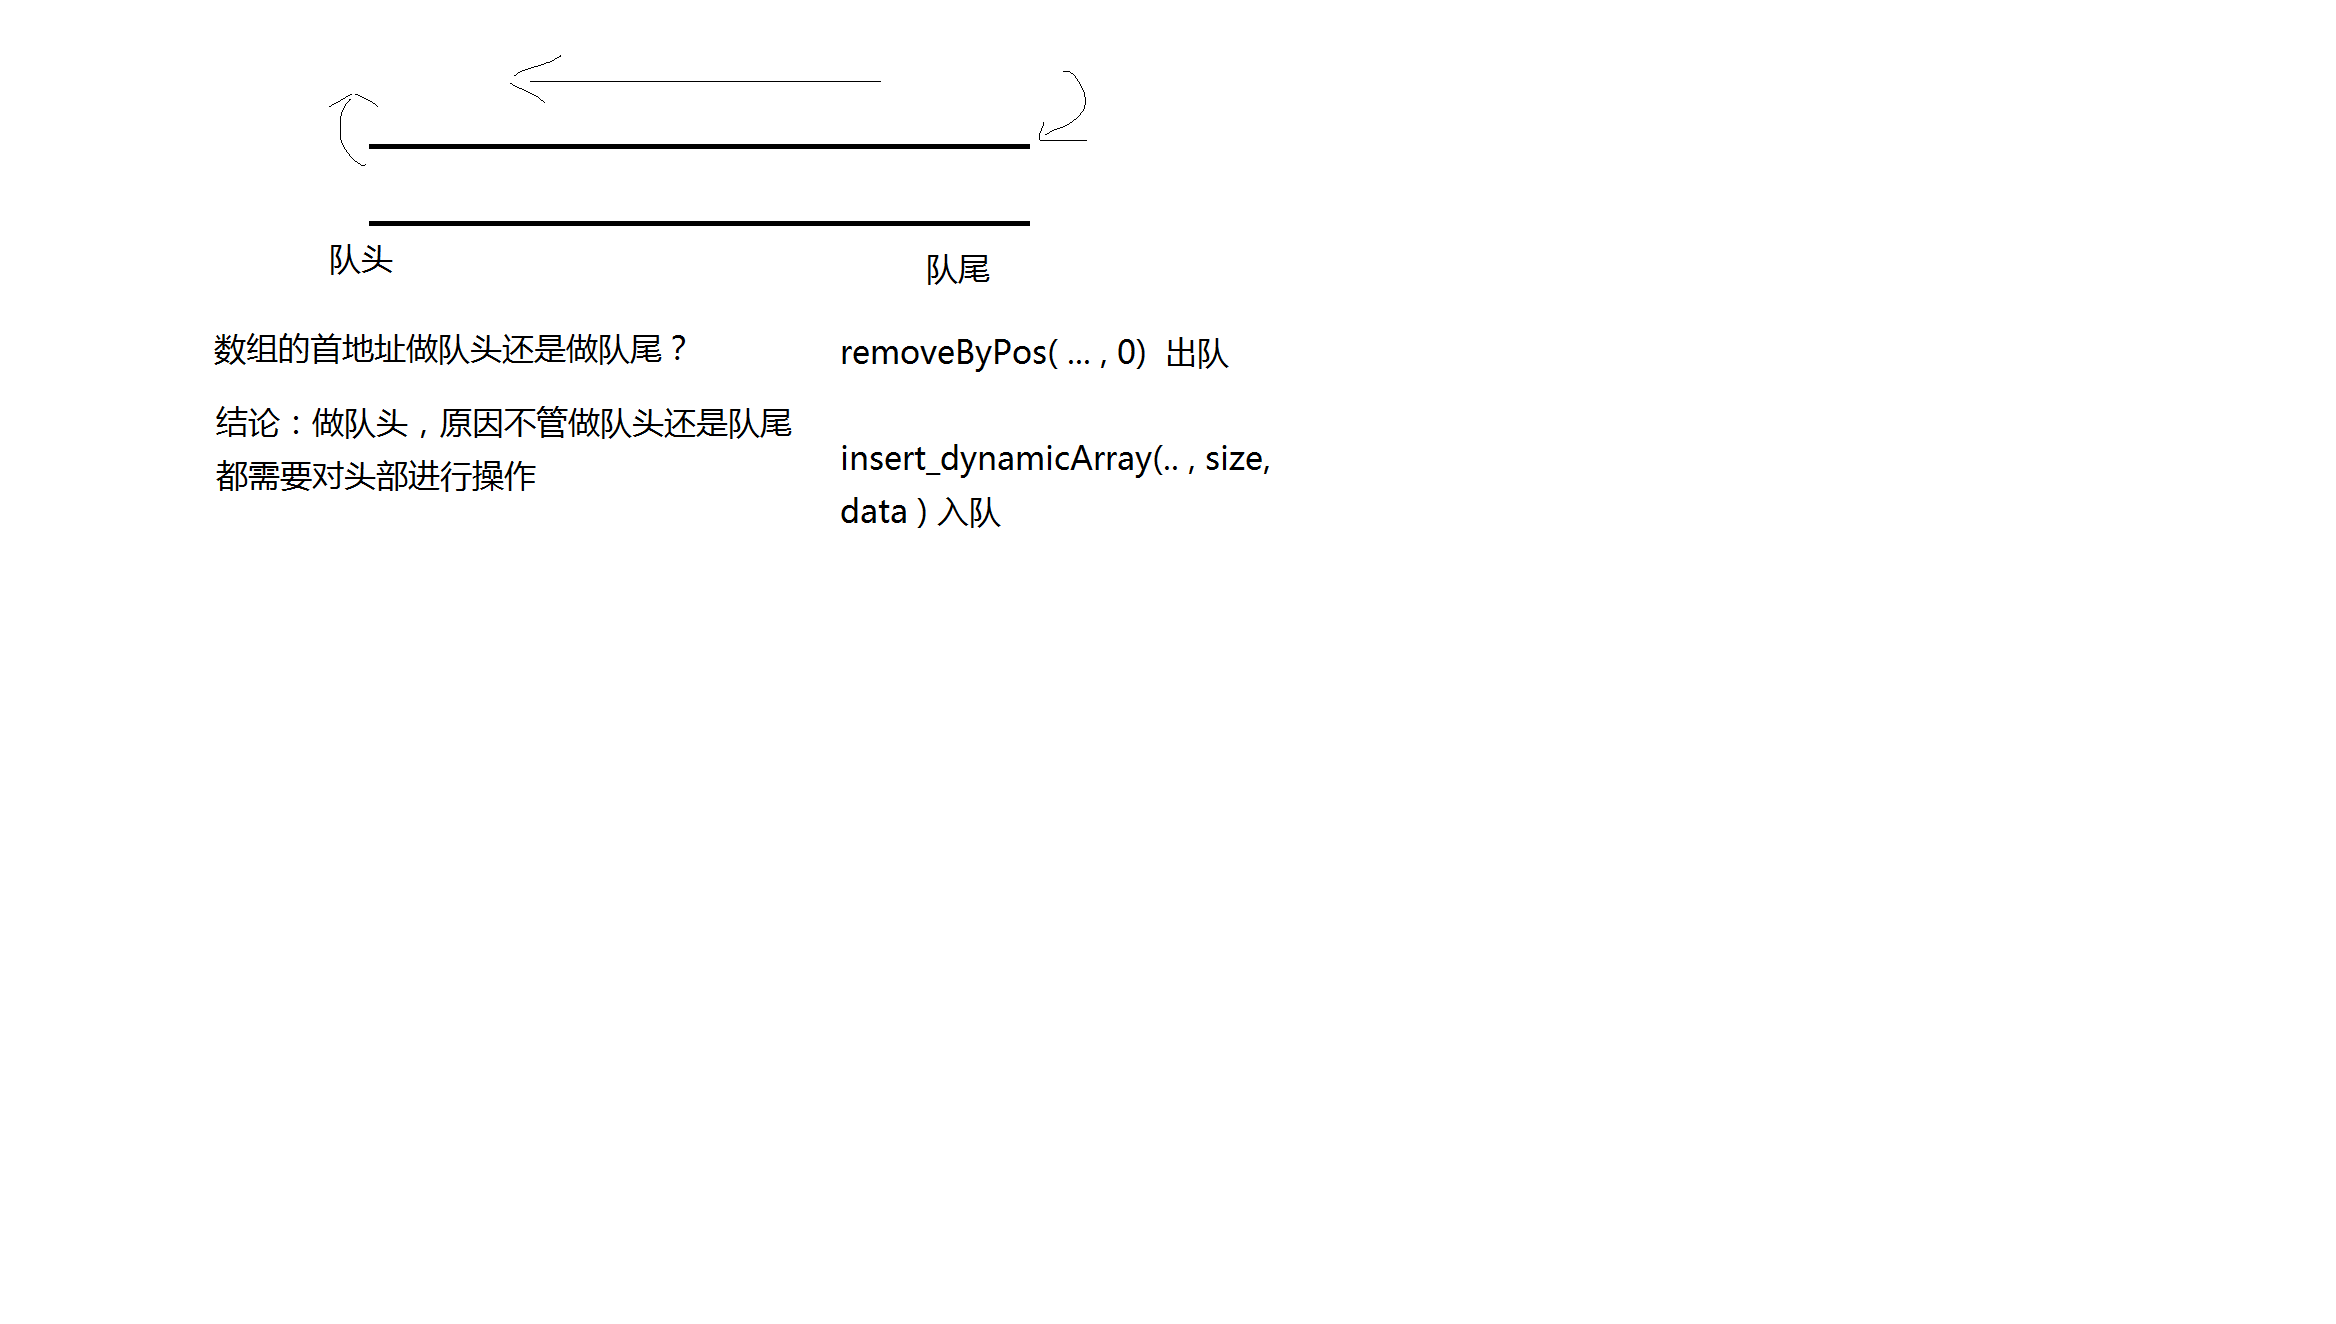 队头
队尾
数组的首地址做队头还是做队尾？
结论：做队头，原因不管做队头还是队尾
都需要对头部进行操作
removeByPos( ... , 0)  出队
insert_dynamicArray(.. , size,
data ) 入队